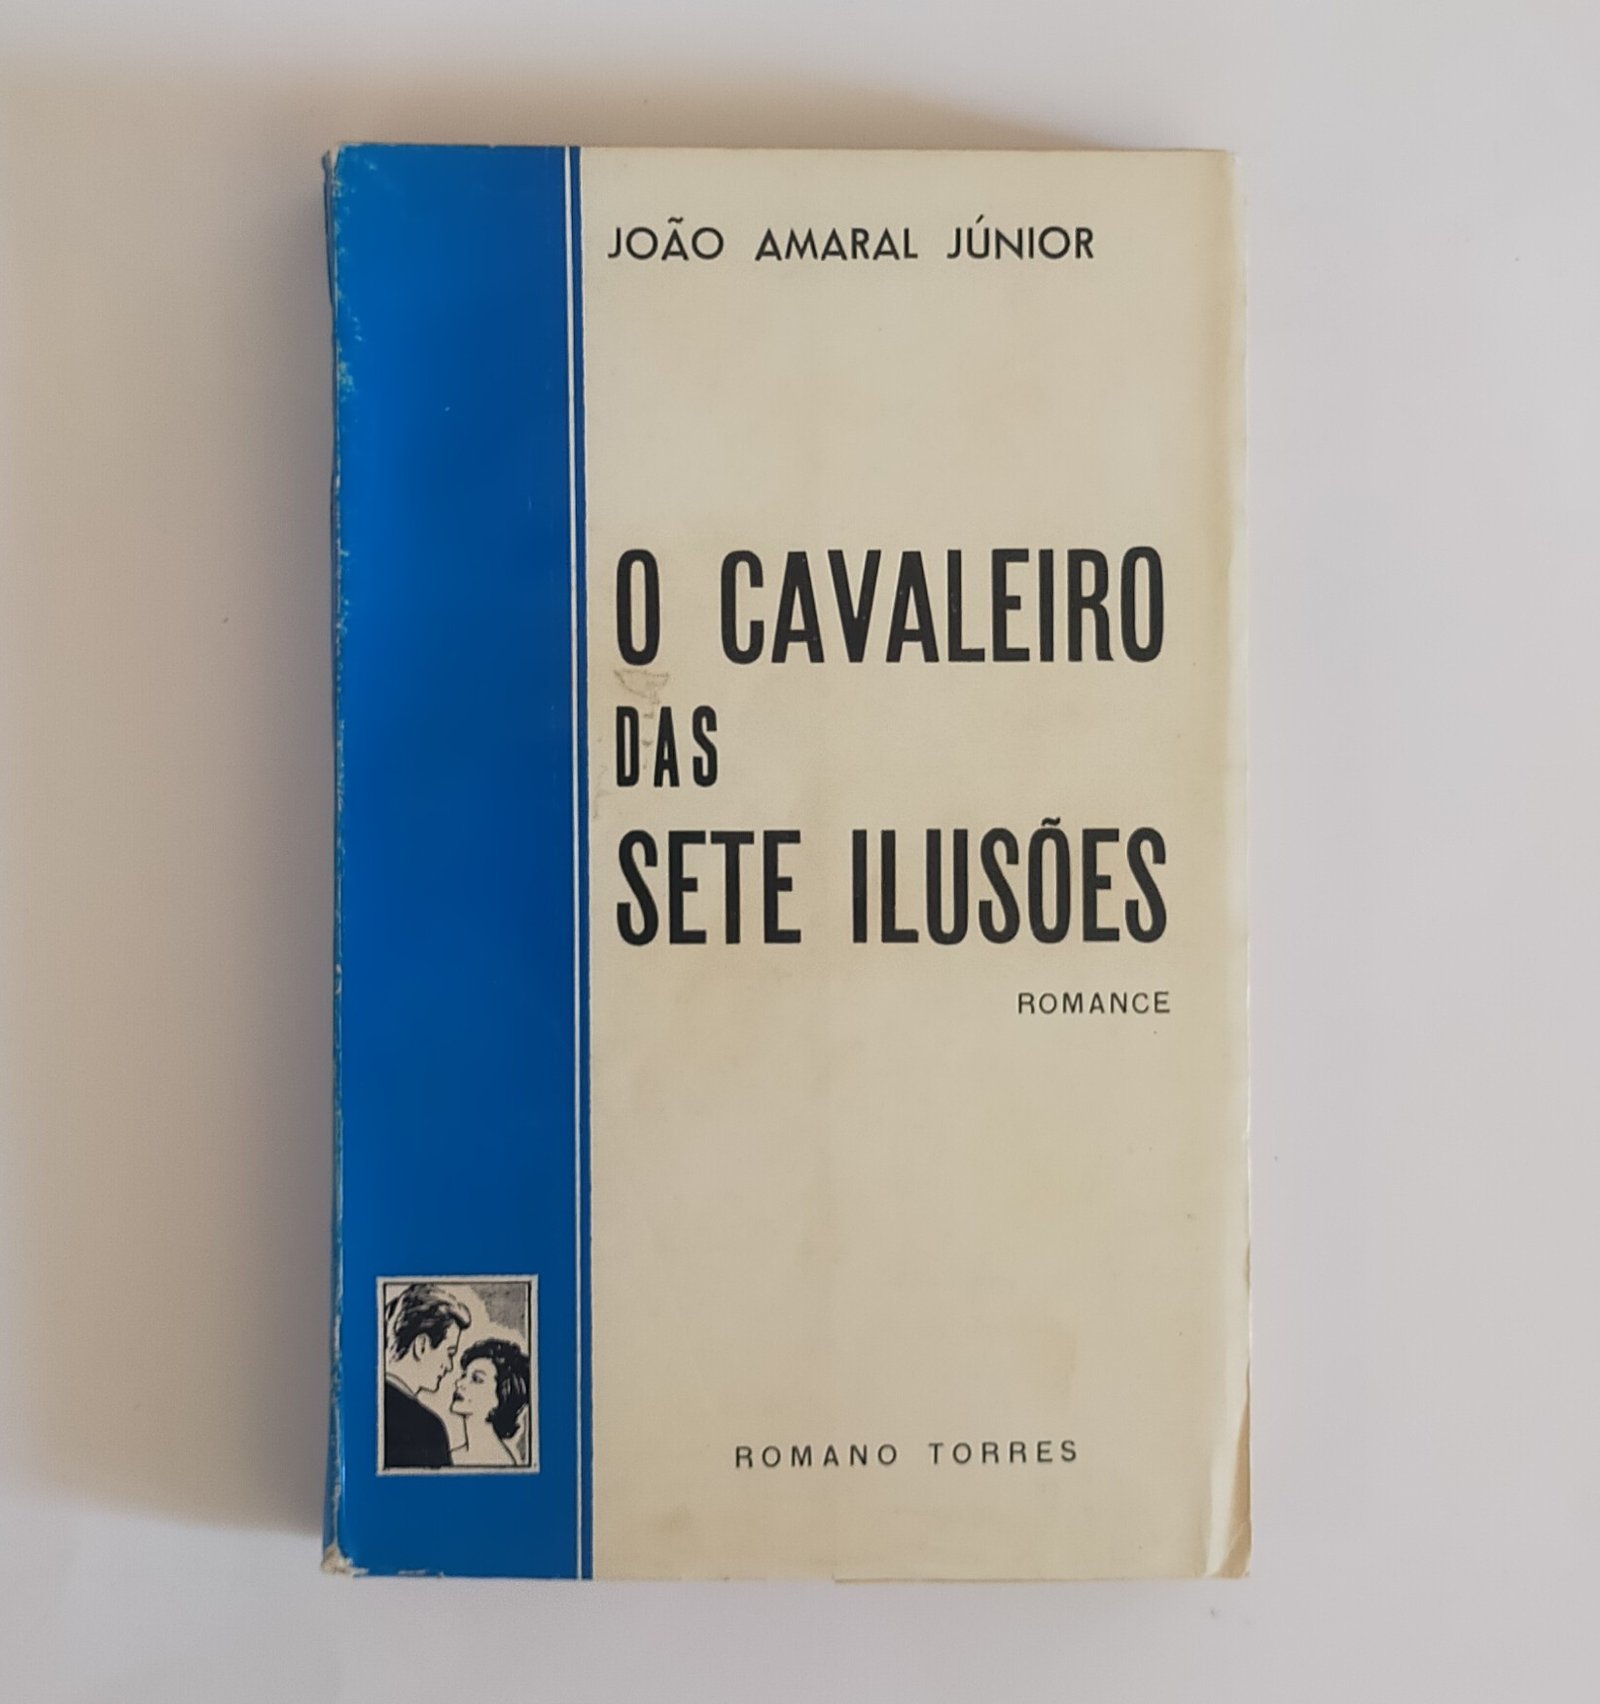 JOÃO AMARAL JÚNIOR
O CAVALEIRO
DAS
SETE ILUSÕES
ROMANCE
ROMANO TORRES